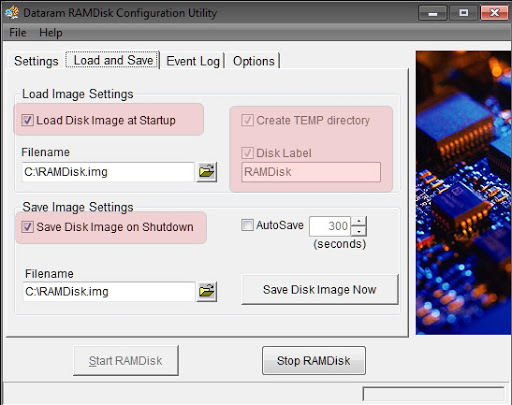 Dataram RAMDisk Configuration Utility
File Help
Settings Load and Save Event Log Options
Load Image Settings
Load Disk Image at Startup
Create TEMP directory
Filename
Disk Label
C:\RAMDisk.img
RAMDisk
Save Image Settings
Save Disk Image on Shutdown
AutoSave 300
(seconds)
Filename
C:\RAMDisk.img
Save Disk Image Now
Start RAMDisk Stop RAMDisk